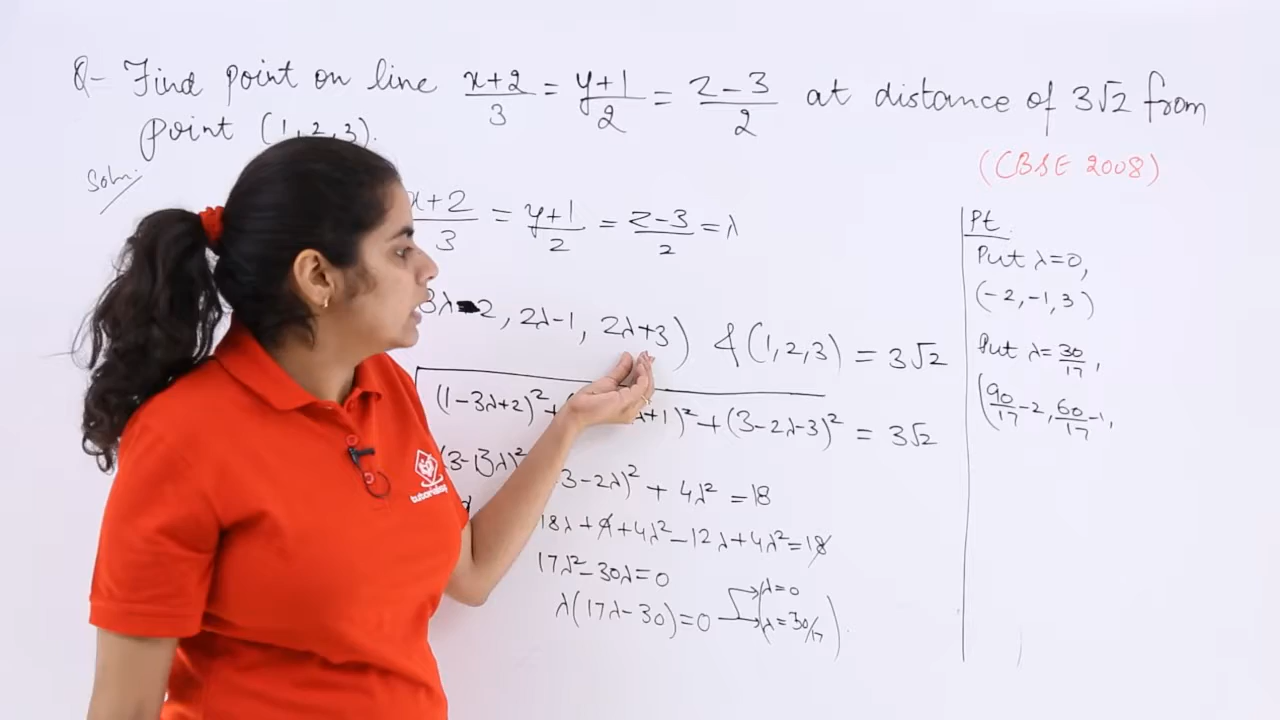 Q- Find point on line x+2/3 = y+1/2 = z-3/2 at distance of 3√2 from
point (1,2,3).
(CBSE 2008)
Soln.
x+2/3 = y+1/2 = z-3/2 = λ
3λ-2, 2λ-1, 2λ+3) & (1,2,3) = 3√2
(1-3λ+2)² + λ+1)² + (3-2λ-3)² = 3√2
(3-3λ)² 3-2λ)² + 4λ² = 18
18λ + 9 + 4λ² - 12λ + 4λ² = 18
17λ² - 30λ = 0
λ(17λ-30) = 0 λ=0
λ=30/17
Pt.
Put λ=0,
(-2,-1,3)
Put λ=30/17,
(90/17-2, 60/17-1,